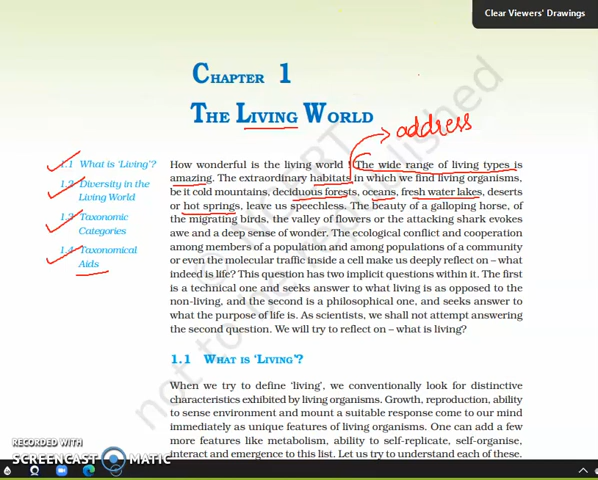 Clear Viewers' Drawings
CHAPTER 1
THE LIVING WORLD
address
1.1 What is 'Living'?
1.2 Diversity in the
Living World
1.3 Taxonomic
Categories
1.4 Taxonomical
Aids
How wonderful is the living world ! The wide range of living types is
amazing. The extraordinary habitats in which we find living organisms,
be it cold mountains, deciduous forests, oceans, fresh water lakes, deserts
or hot springs, leave us speechless. The beauty of a galloping horse, of
the migrating birds, the valley of flowers or the attacking shark evokes
awe and a deep sense of wonder. The ecological conflict and cooperation
among members of a population and among populations of a community
or even the molecular traffic inside a cell make us deeply reflect on – what
indeed is life? This question has two implicit questions within it. The first
is a technical one and seeks answer to what living is as opposed to the
non-living, and the second is a philosophical one, and seeks answer to
what the purpose of life is. As scientists, we shall not attempt answering
the second question. We will try to reflect on – what is living?
1.1 WHAT IS 'LIVING'?
When we try to define 'living', we conventionally look for distinctive
characteristics exhibited by living organisms. Growth, reproduction, ability
to sense environment and mount a suitable response come to our mind
immediately as unique features of living organisms. One can add a few
more features like metabolism, ability to self-replicate, self-organise,
interact and emergence to this list. Let us try to understand each of these.
© NCERT
not to be republished
RECORDED WITH
SCREENCAST MATIC